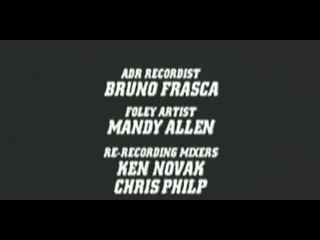 ADR RECORDIST
BRUNO FRASCA
FOLEY ARTIST
MANDY ALLEN
RE-RECORDING MIXERS
KEN NOVAK
CHRIS PHILP